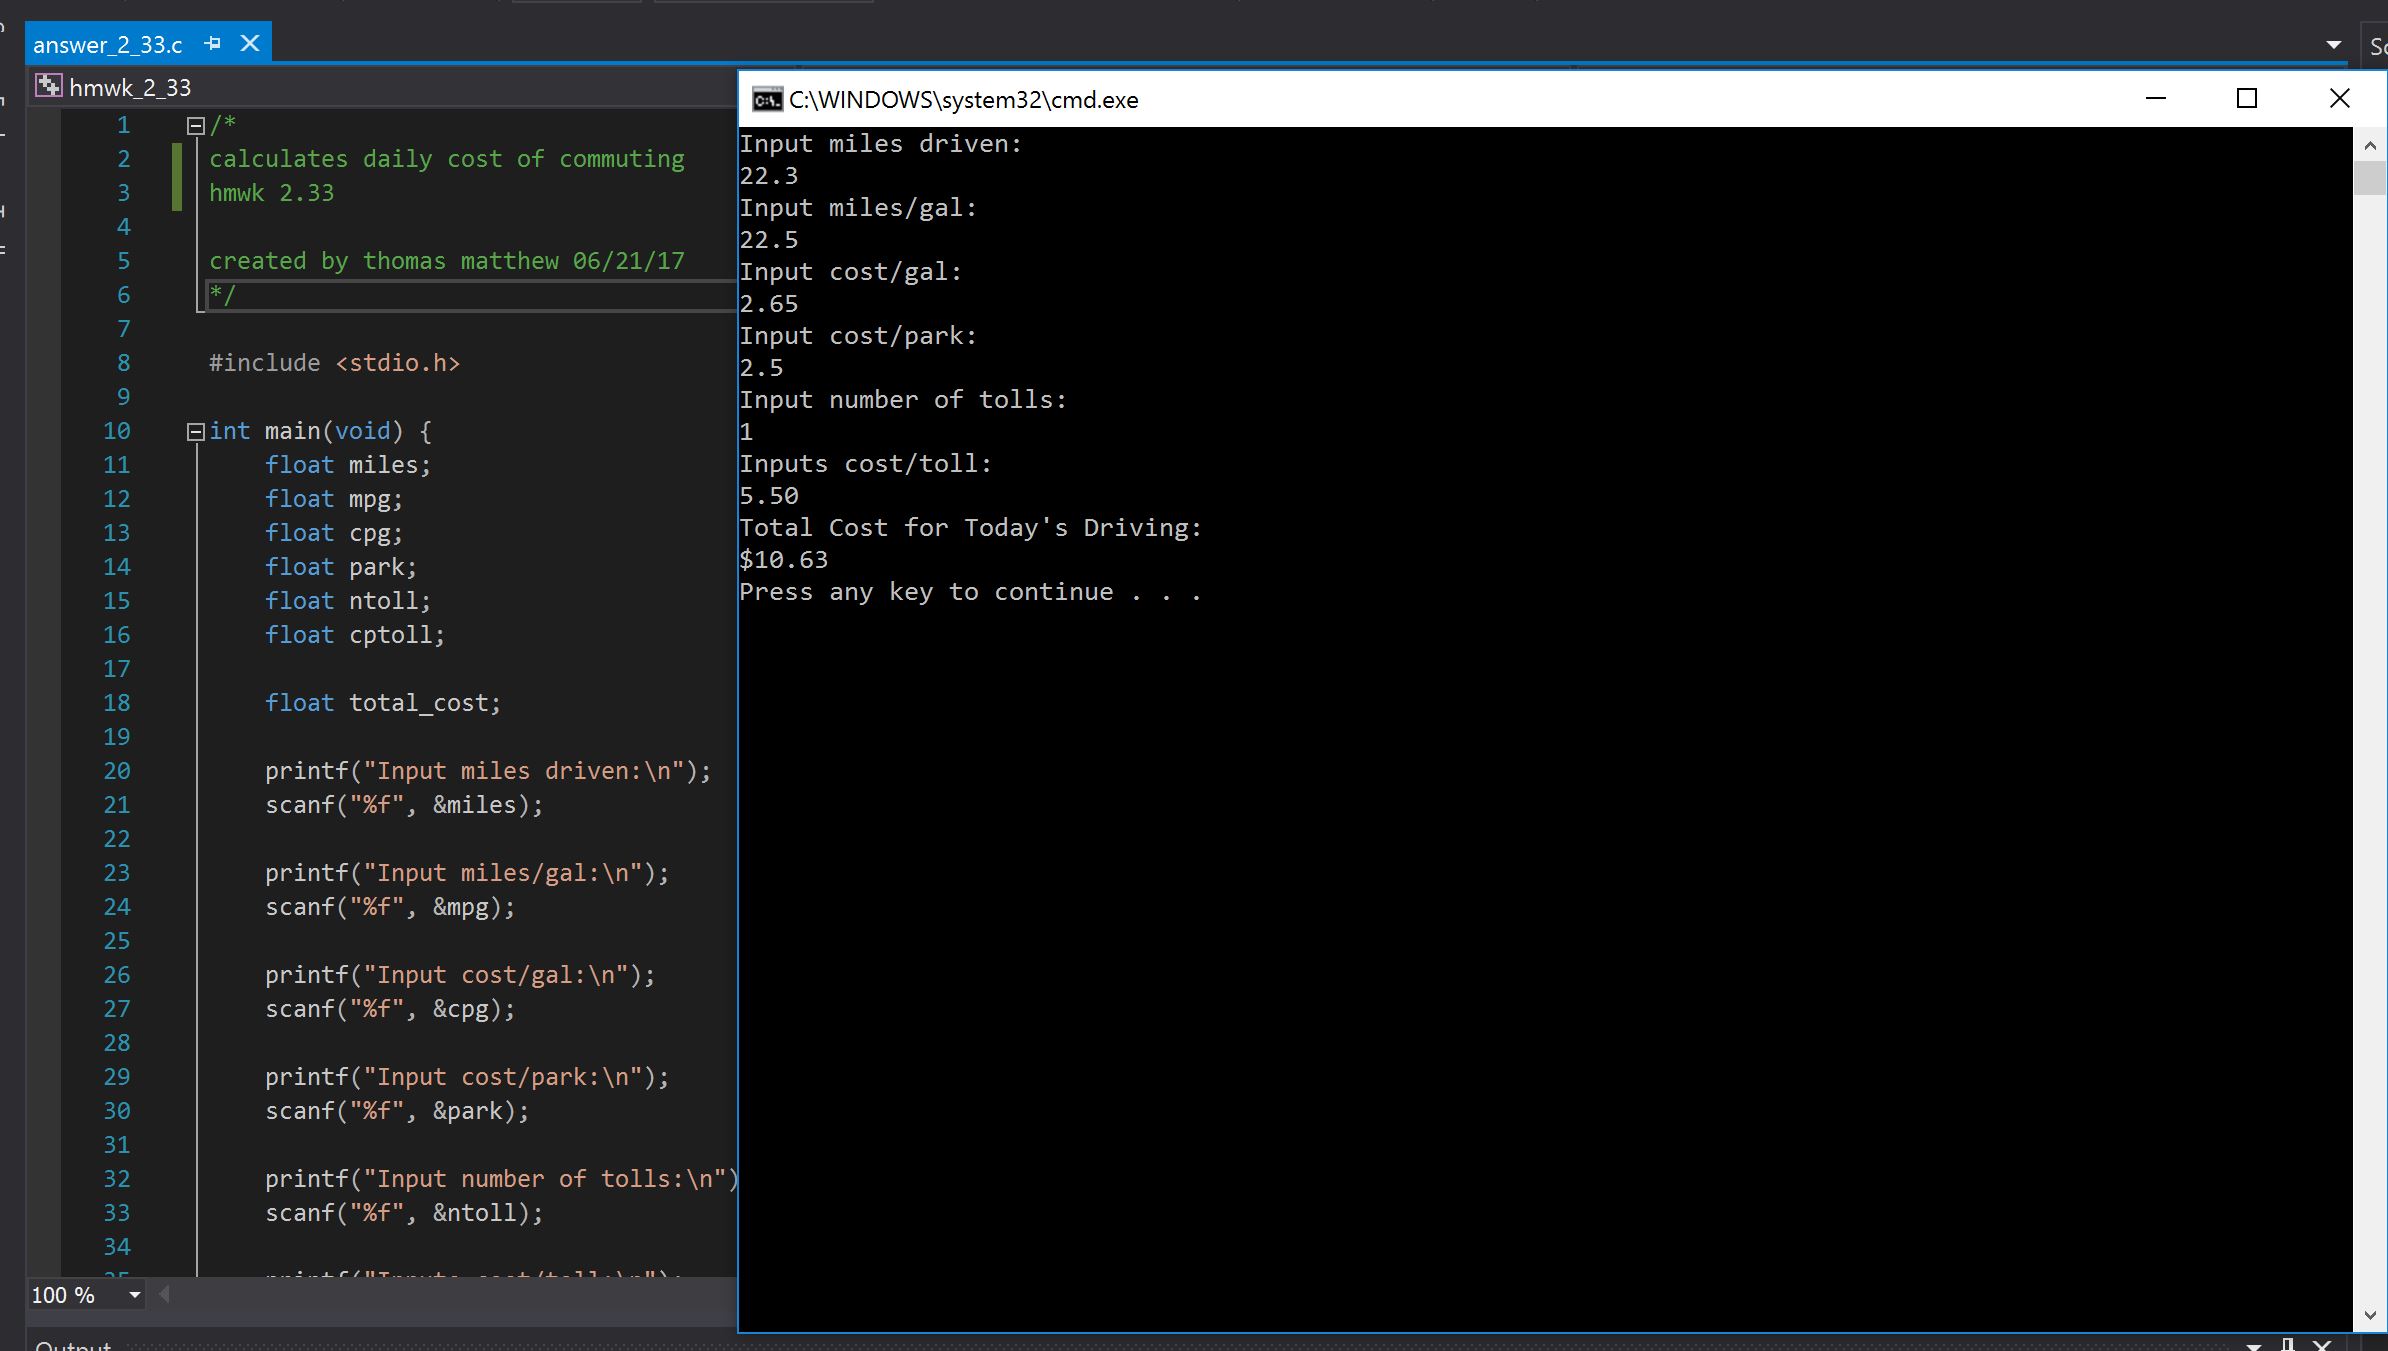 answer_2_33.c
hmwk_2_33
1 /*
2 calculates daily cost of commuting
3 hmwk 2.33
4
5 created by thomas matthew 06/21/17
6 */
7
8 #include <stdio.h>
9
10 int main(void) {
11 float miles;
12 float mpg;
13 float cpg;
14 float park;
15 float ntoll;
16 float cptoll;
17
18 float total_cost;
19
20 printf("Input miles driven:\n");
21 scanf("%f", &miles);
22
23 printf("Input miles/gal:\n");
24 scanf("%f", &mpg);
25
26 printf("Input cost/gal:\n");
27 scanf("%f", &cpg);
28
29 printf("Input cost/park:\n");
30 scanf("%f", &park);
31
32 printf("Input number of tolls:\n")
33 scanf("%f", &ntoll);
34
35 printf("Inputs cost/toll:\n");
100 %
Output
C:\WINDOWS\system32\cmd.exe
Input miles driven:
22.3
Input miles/gal:
22.5
Input cost/gal:
2.65
Input cost/park:
2.5
Input number of tolls:
1
Inputs cost/toll:
5.50
Total Cost for Today's Driving:
$10.63
Press any key to continue . . .